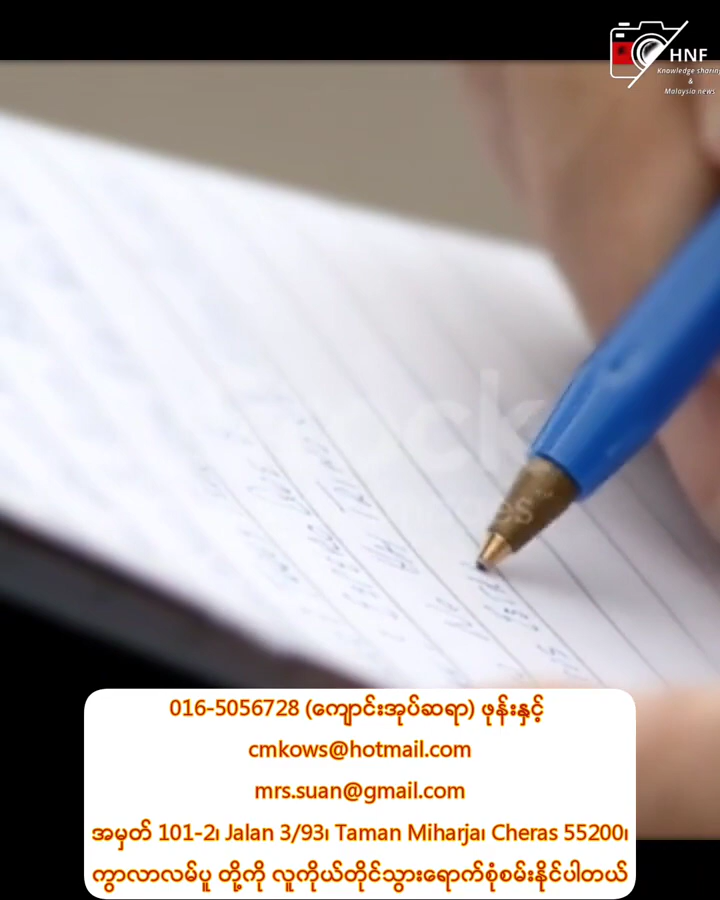 HNF
Knowledge sharing
&
Malaysia news
ock
es
016-5056728 (ကျောင်းအုပ်ဆရာ) ဖုန်းနှင့်
cmkows@hotmail.com
mrs.suan@gmail.com
အမှတ် 101-2၊ Jalan 3/93၊ Taman Miharja၊ Cheras 55200၊
ကွာလာလမ်ပူ တို့ကို လူကိုယ်တိုင်သွားရောက်စုံစမ်းနိုင်ပါတယ်